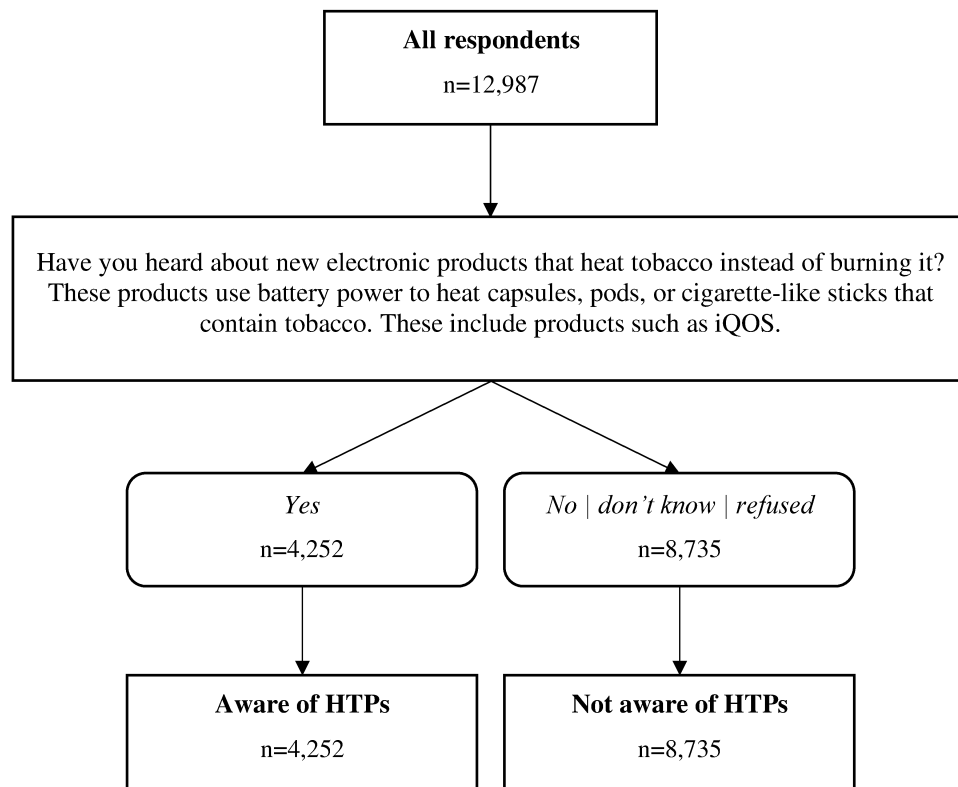 All respondents
n=12,987
Have you heard about new electronic products that heat tobacco instead of burning it?
These products use battery power to heat capsules, pods, or cigarette-like sticks that
contain tobacco. These include products such as iQOS.
Yes
n=4,252
No | don’t know | refused
n=8,735
Aware of HTPs
n=4,252
Not aware of HTPs
n=8,735